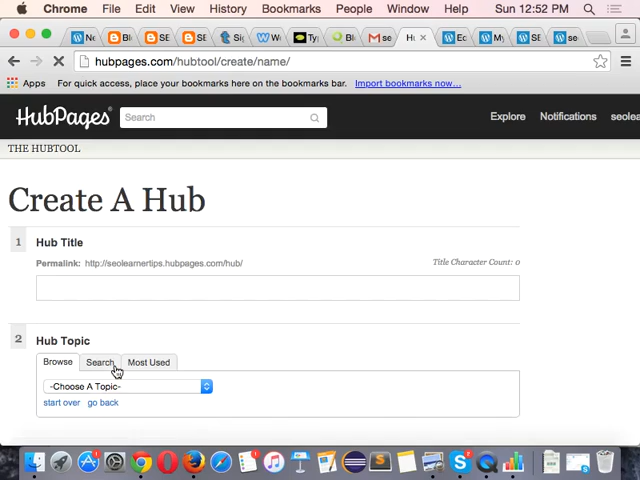 Chrome File Edit View History Bookmarks People Window Help Sun 12:52 PM
hubpages.com/hubtool/create/name/
Apps For quick access, place your bookmarks here on the bookmarks bar. Import bookmarks now…
HubPages Search Explore Notifications seolea
THE HUBTOOL
Create A Hub
1 Hub Title
Permalink: http://seolearnertips.hubpages.com/hub/ Title Character Count: 0
2 Hub Topic
Browse Search Most Used
-Choose A Topic-
start over go back